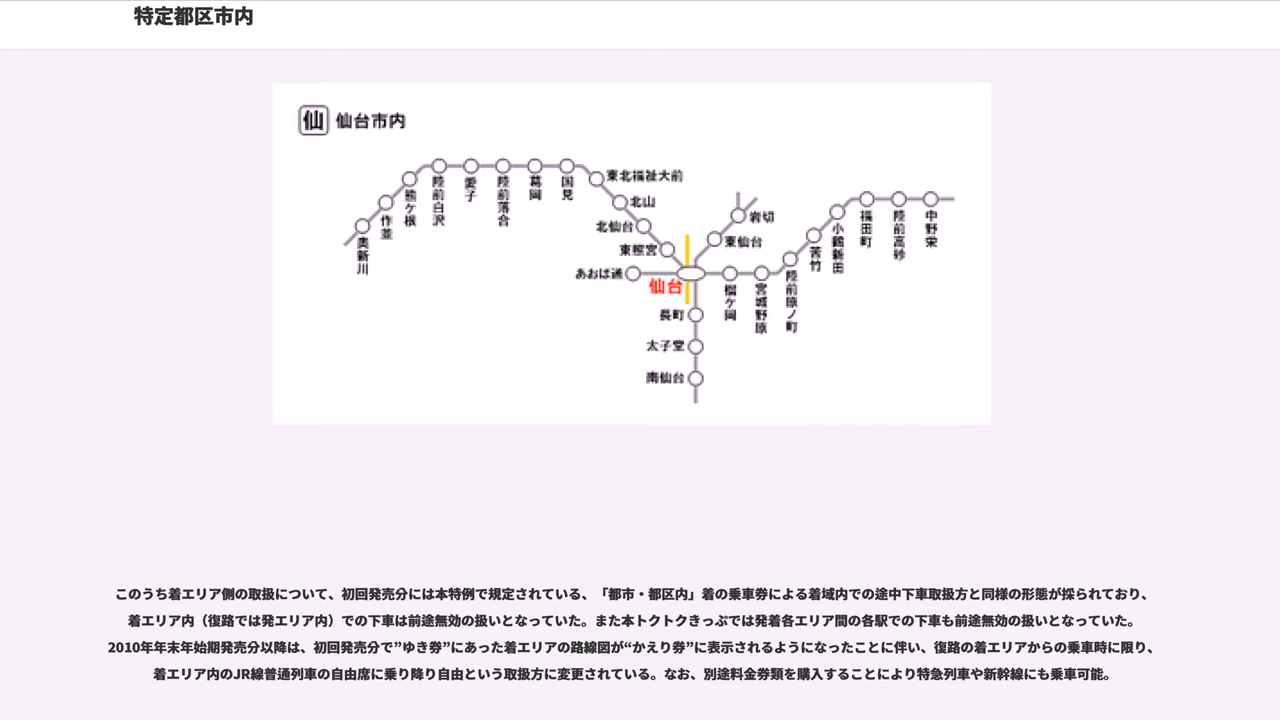 特定都区市内
仙 仙台市内
奥新川
作並
熊ケ根
陸前白沢
愛子
陸前落合
葛岡
国見
東北福祉大前
北山
北仙台
東照宮
あおば通
仙台
岩切
東仙台
榴ケ岡
宮城野原
陸前原ノ町
苦竹
小鶴新田
福田町
陸前高砂
中野栄
長町
太子堂
南仙台
このうち着エリア側の取扱について、初回発売分には本特例で規定されている、「都市・都区内」着の乗車券による着域内での途中下車取扱方と同様の形態が採られており、
着エリア内（復路では発エリア内）での下車は前途無効の扱いとなっていた。また本トクトクきっぷでは発着各エリア間の各駅での下車も前途無効の扱いとなっていた。
2010年年末年始期発売分以降は、初回発売分で”ゆき券”にあった着エリアの路線図が“かえり券”に表示されるようになったことに伴い、復路の着エリアからの乗車時に限り、
着エリア内のJR線普通列車の自由席に乗り降り自由という取扱方に変更されている。なお、別途料金券類を購入することにより特急列車や新幹線にも乗車可能。